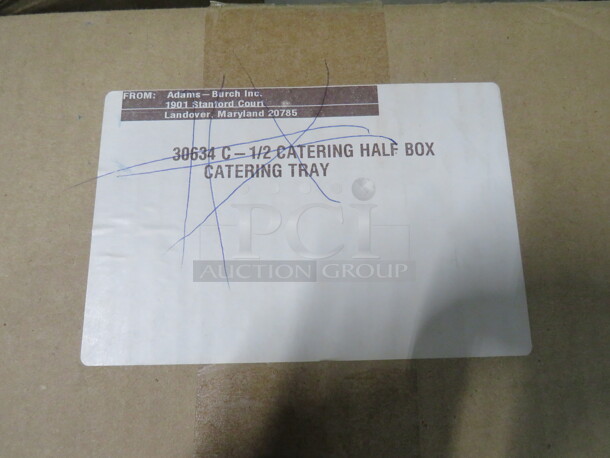 FROM: Adams-Burch Inc.
1901 Stanford Court
Landover, Maryland 20785
30634 C-1/2 CATERING HALF BOX
CATERING TRAY
PCI
AUCTION GROUP